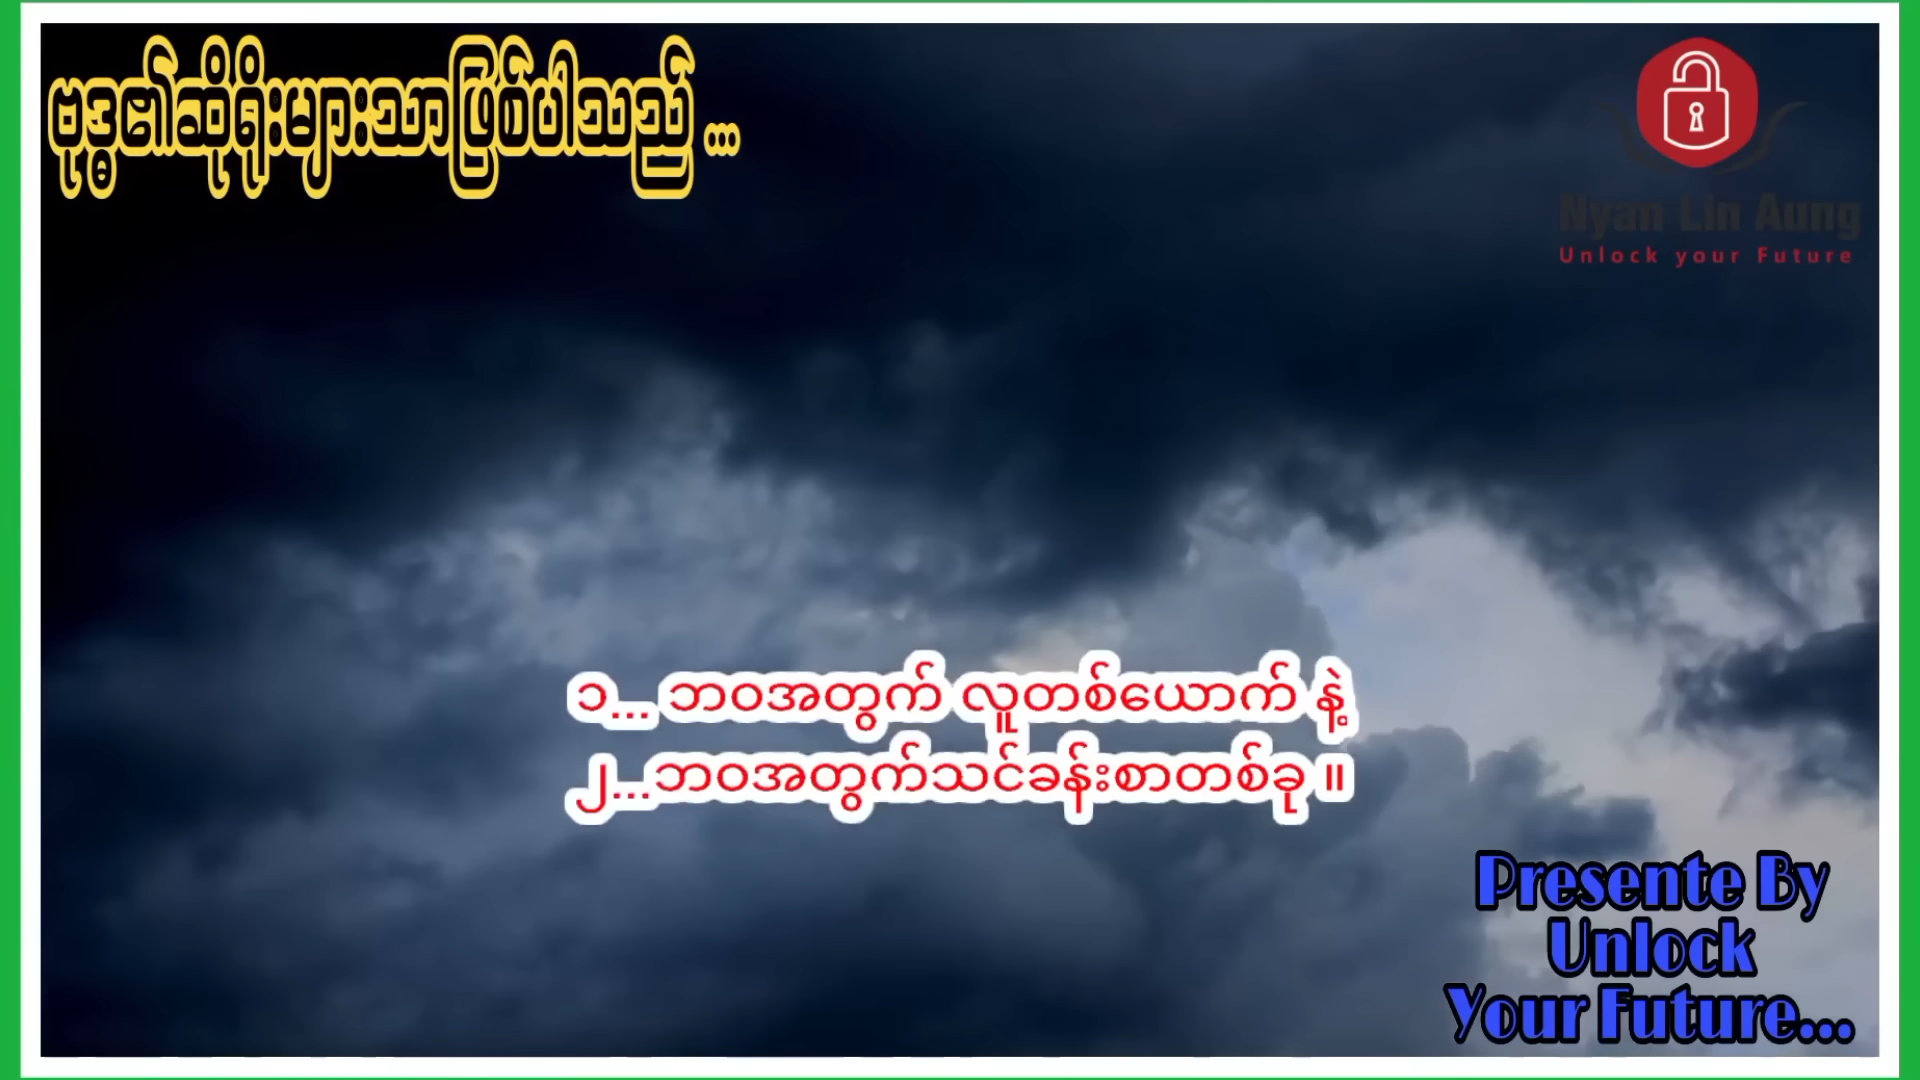 ဗုဒ္ဓ၏ဆိုရိုးများသာဖြစ်ပါသည် ...
Nyan Lin Aung
Unlock your Future
၁... ဘဝအတွက် လူတစ်ယောက် နဲ့
၂...ဘဝအတွက်သင်ခန်းစာတစ်ခု ။
Presente By
Unlock
Your Future...